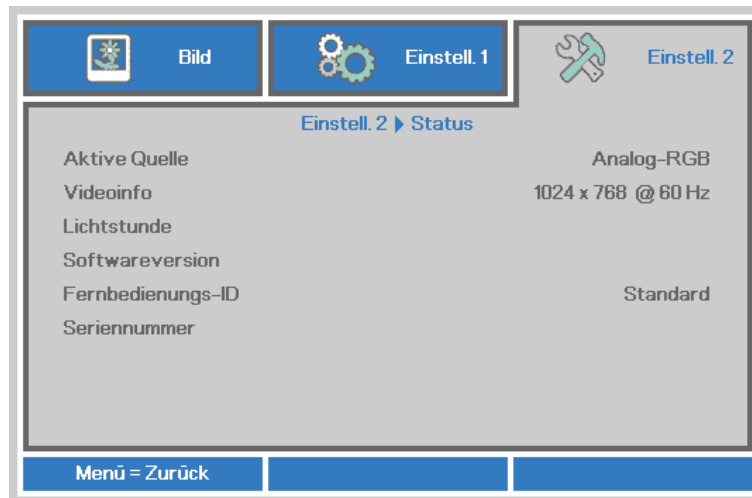 Bild Einstell. 1 Einstell. 2
Einstell. 2 ▶ Status
Aktive Quelle Analog-RGB
Videoinfo 1024 x 768 @ 60 Hz
Lichtstunde
Softwareversion
Fernbedienungs-ID Standard
Seriennummer
Menü = Zurück